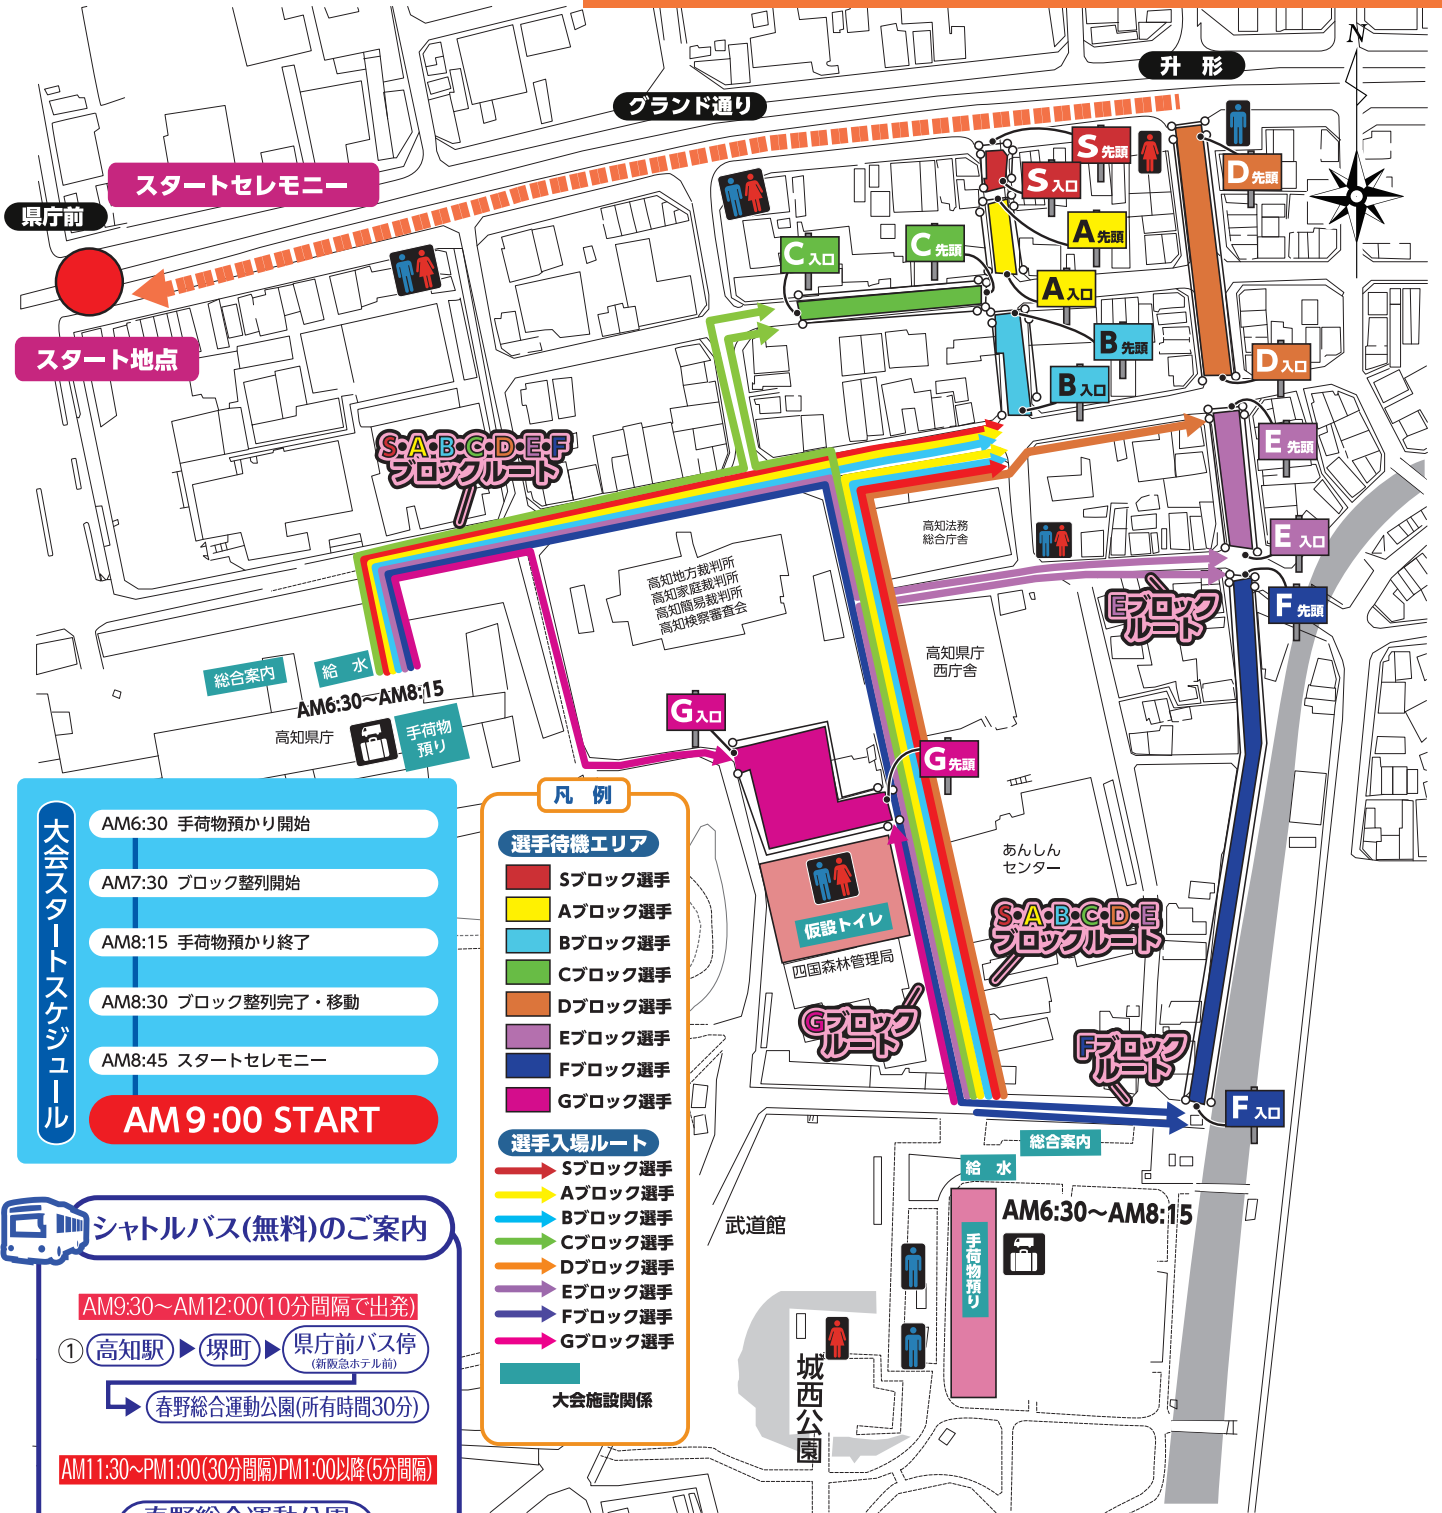 N
升 形
グランド通り
スタートセレモニー
県庁前
スタート地点
S先頭
S入口
A先頭
A入口
B先頭
B入口
C入口
C先頭
D先頭
D入口
E先頭
E入口
F先頭
F入口
G入口
G先頭
S・A・B・C・D・E・F
ブロックルート
高知法務
総合庁舎
高知地方裁判所
高知家庭裁判所
高知簡易裁判所
高知検察審査会
Eブロック
ルート
高知県庁
西庁舎
総合案内
給 水
AM6:30〜AM8:15
高知県庁
手荷物
預り
あんしん
センター
仮設トイレ
四国森林管理局
S・A・B・C・D・E
ブロックルート
Gブロック
ルート
Fブロック
ルート
総合案内
給 水
AM6:30〜AM8:15
手荷物預り
武道館
城西公園
大会スタートスケジュール
AM6:30 手荷物預かり開始
AM7:30 ブロック整列開始
AM8:15 手荷物預かり終了
AM8:30 ブロック整列完了・移動
AM8:45 スタートセレモニー
AM9:00 START
凡 例
選手待機エリア
Sブロック選手
Aブロック選手
Bブロック選手
Cブロック選手
Dブロック選手
Eブロック選手
Fブロック選手
Gブロック選手
選手入場ルート
Sブロック選手
Aブロック選手
Bブロック選手
Cブロック選手
Dブロック選手
Eブロック選手
Fブロック選手
Gブロック選手
大会施設関係
シャトルバス(無料)のご案内
AM9:30〜AM12:00(10分間隔で出発)
① 高知駅 ▶ 堺町 ▶ 県庁前バス停
(新阪急ホテル前)
春野総合運動公園(所有時間30分)
AM11:30〜PM1:00(30分間隔)PM1:00以降(5分間隔)
春野総合運動公園